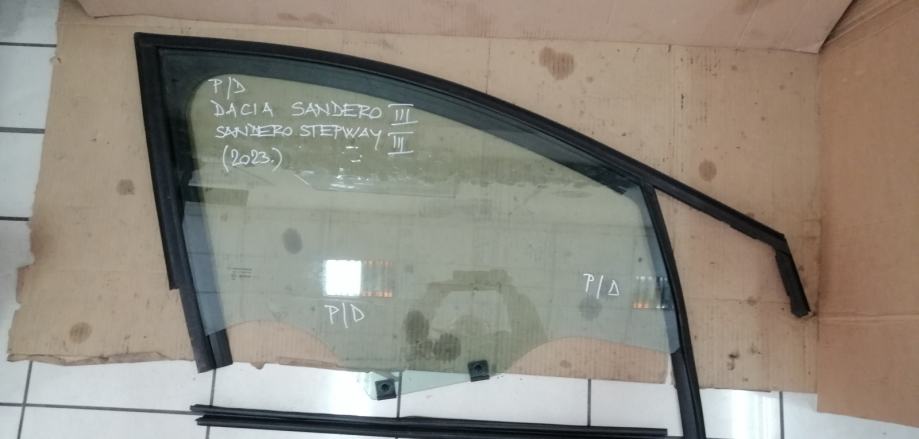 P/D
DACIA SANDERO III
SANDERO STEPWAY III
(2023.)
P/D
P/D